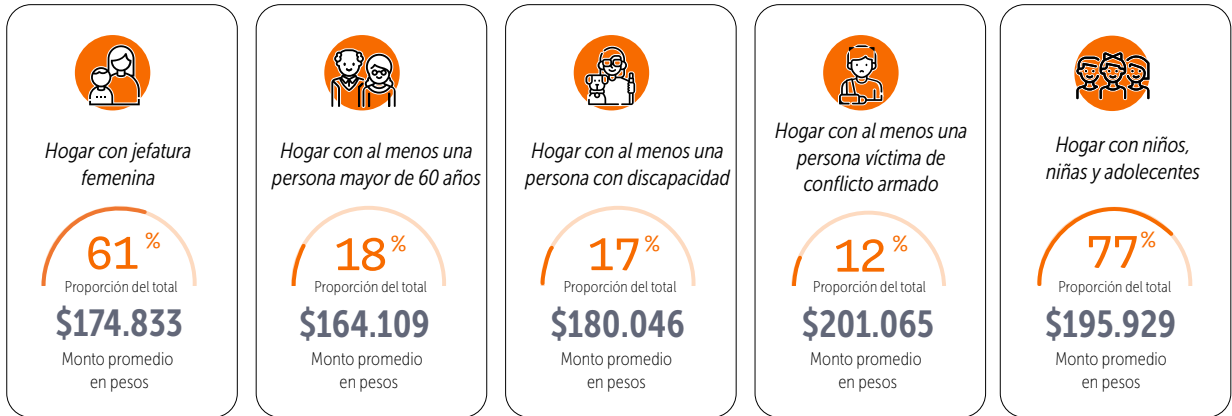 Hogar con jefatura
femenina
61%
Proporción del total
$174.833
Monto promedio
en pesos
Hogar con al menos una
persona mayor de 60 años
18%
Proporción del total
$164.109
Monto promedio
en pesos
Hogar con al menos una
persona con discapacidad
17%
Proporción del total
$180.046
Monto promedio
en pesos
Hogar con al menos una
persona víctima de
conflicto armado
12%
Proporción del total
$201.065
Monto promedio
en pesos
Hogar con niños,
niñas y adolecentes
77%
Proporción del total
$195.929
Monto promedio
en pesos